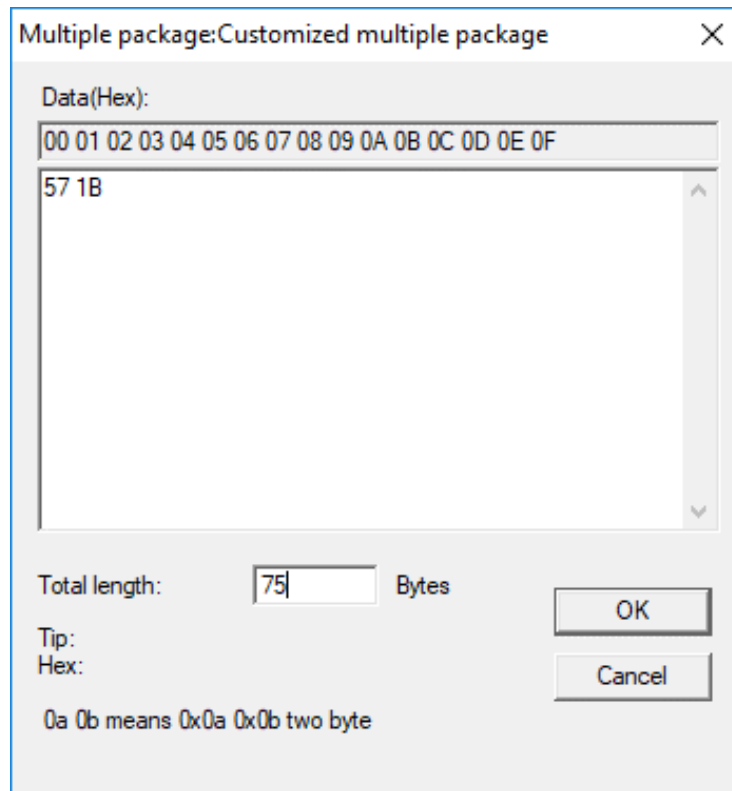 Multiple package:Customized multiple package
Data(Hex):
00 01 02 03 04 05 06 07 08 09 0A 0B 0C 0D 0E 0F
57 1B
Total length: 75 Bytes
OK
Tip:
Hex:
Cancel
0a 0b means 0x0a 0x0b two byte